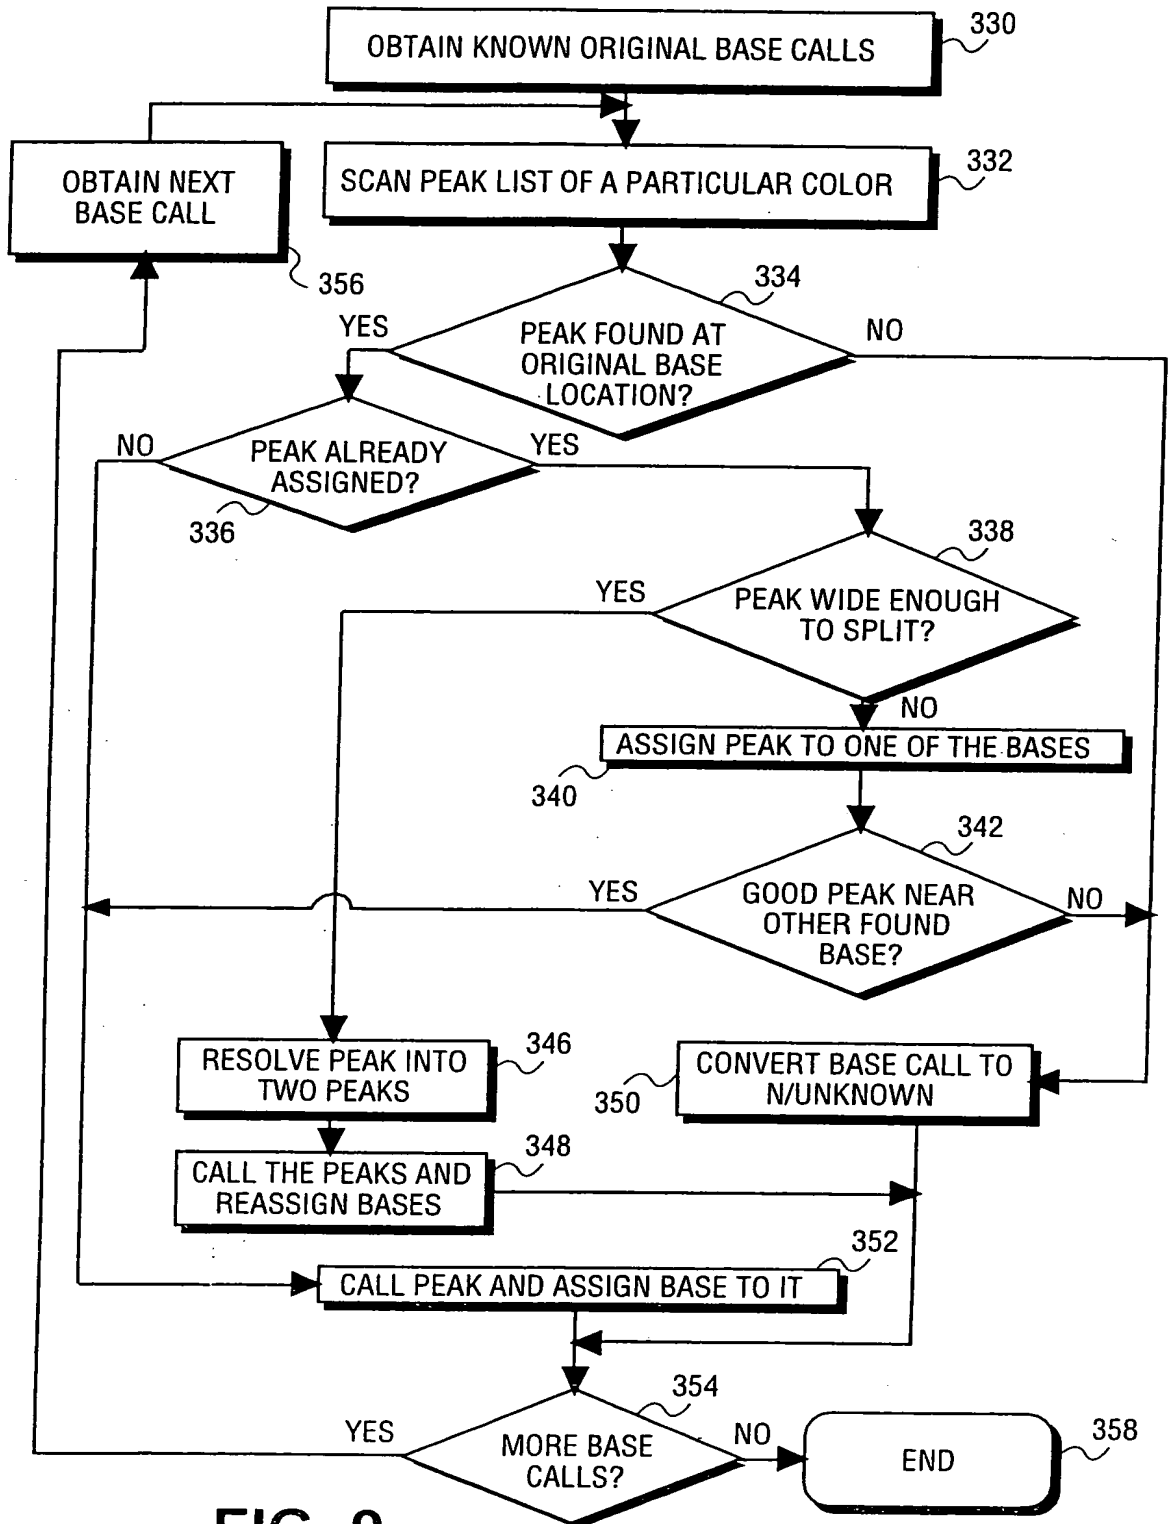 OBTAIN KNOWN ORIGINAL BASE CALLS
330
OBTAIN NEXT
BASE CALL
356
SCAN PEAK LIST OF A PARTICULAR COLOR
332
334
YES
PEAK FOUND AT
ORIGINAL BASE
LOCATION?
NO
NO
PEAK ALREADY
ASSIGNED?
YES
336
338
YES
PEAK WIDE ENOUGH
TO SPLIT?
NO
ASSIGN PEAK TO ONE OF THE BASES
340
342
YES
GOOD PEAK NEAR
OTHER FOUND
BASE?
NO
RESOLVE PEAK INTO
TWO PEAKS
346
CONVERT BASE CALL TO
N/UNKNOWN
350
CALL THE PEAKS AND
REASSIGN BASES
348
352
CALL PEAK AND ASSIGN BASE TO IT
354
YES
MORE BASE
CALLS?
NO
END
358
FIG.